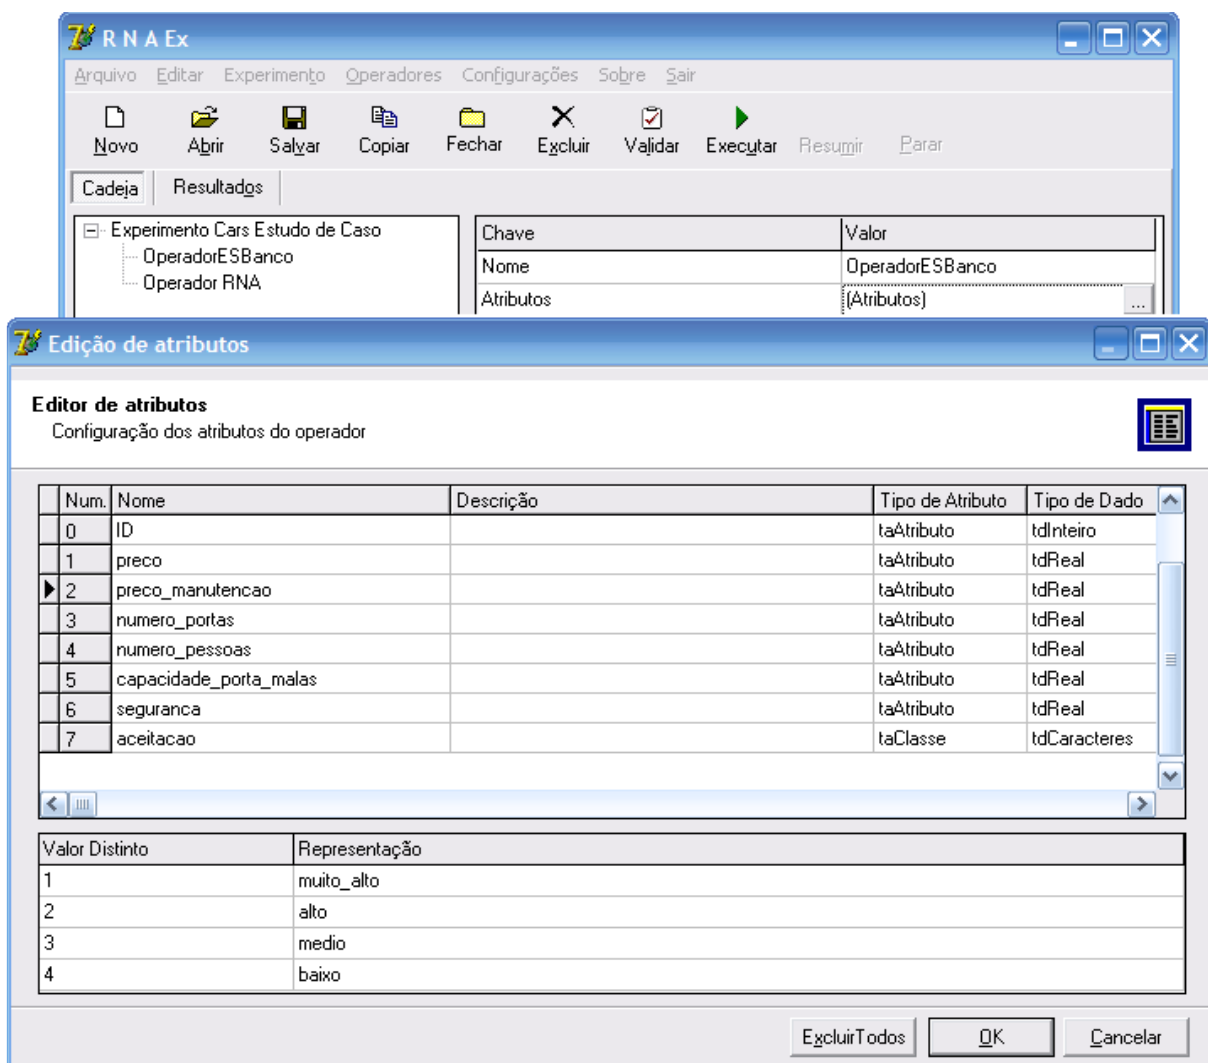 R N A Ex
Arquivo Editar Experimento Operadores Configurações Sobre Sair
Novo Abrir Salvar Copiar Fechar Excluir Validar Executar Resumir Parar
Cadeia Resultados
Experimento Cars Estudo de Caso
OperadorESBanco
Operador RNA
Chave Valor
Nome OperadorESBanco
Atributos (Atributos) ...
Edição de atributos
Editor de atributos
Configuração dos atributos do operador
Num. Nome Descrição Tipo de Atributo Tipo de Dado
0 ID taAtributo tdInteiro
1 preco taAtributo tdReal
2 preco_manutencao taAtributo tdReal
3 numero_portas taAtributo tdReal
4 numero_pessoas taAtributo tdReal
5 capacidade_porta_malas taAtributo tdReal
6 seguranca taAtributo tdReal
7 aceitacao taClasse tdCaracteres
Valor Distinto Representação
1 muito_alto
2 alto
3 medio
4 baixo
ExcluirTodos OK Cancelar